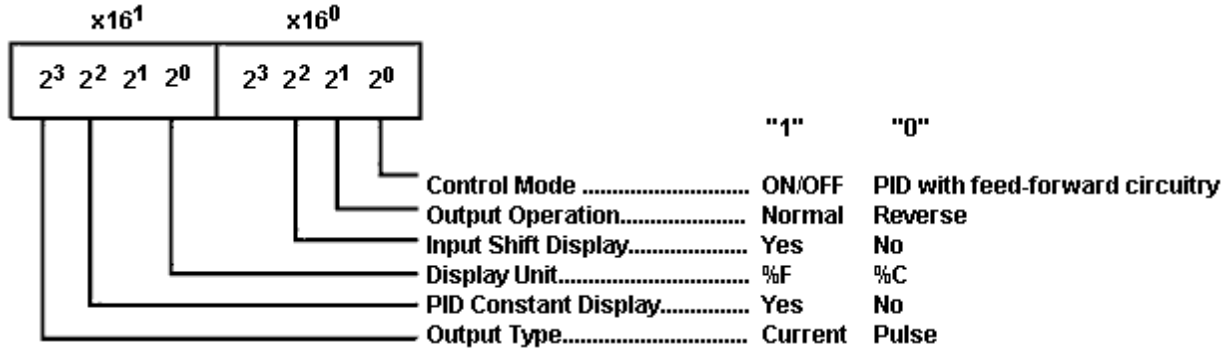 x16¹ x16⁰
2³ 2² 2¹ 2⁰ 2³ 2² 2¹ 2⁰
"1" "0"
Control Mode ............................ ON/OFF PID with feed-forward circuitry
Output Operation..................... Normal Reverse
Input Shift Display.................... Yes No
Display Unit................................ %F %C
PID Constant Display............... Yes No
Output Type............................... Current Pulse